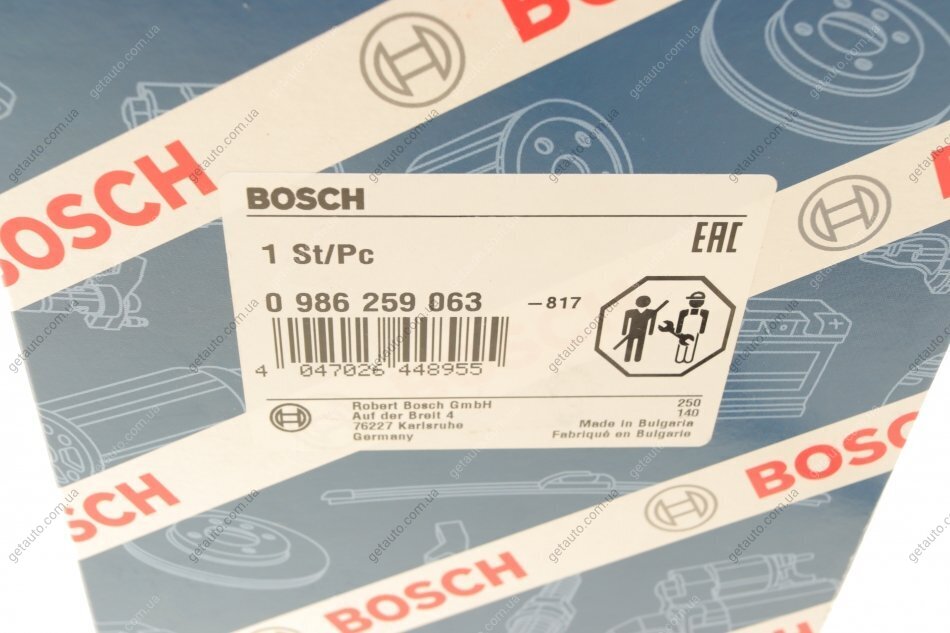 BOSCH
BOSCH
EAC
1 St/Pc
0 986 259 063
-817
4 047026 448955
Robert Bosch GmbH
Auf der Breit 4
76227 Karlsruhe
Germany
250
140
Made in Bulgaria
Fabriqué en Bulgarie
BOSCH
BOSCH
getauto.com.ua